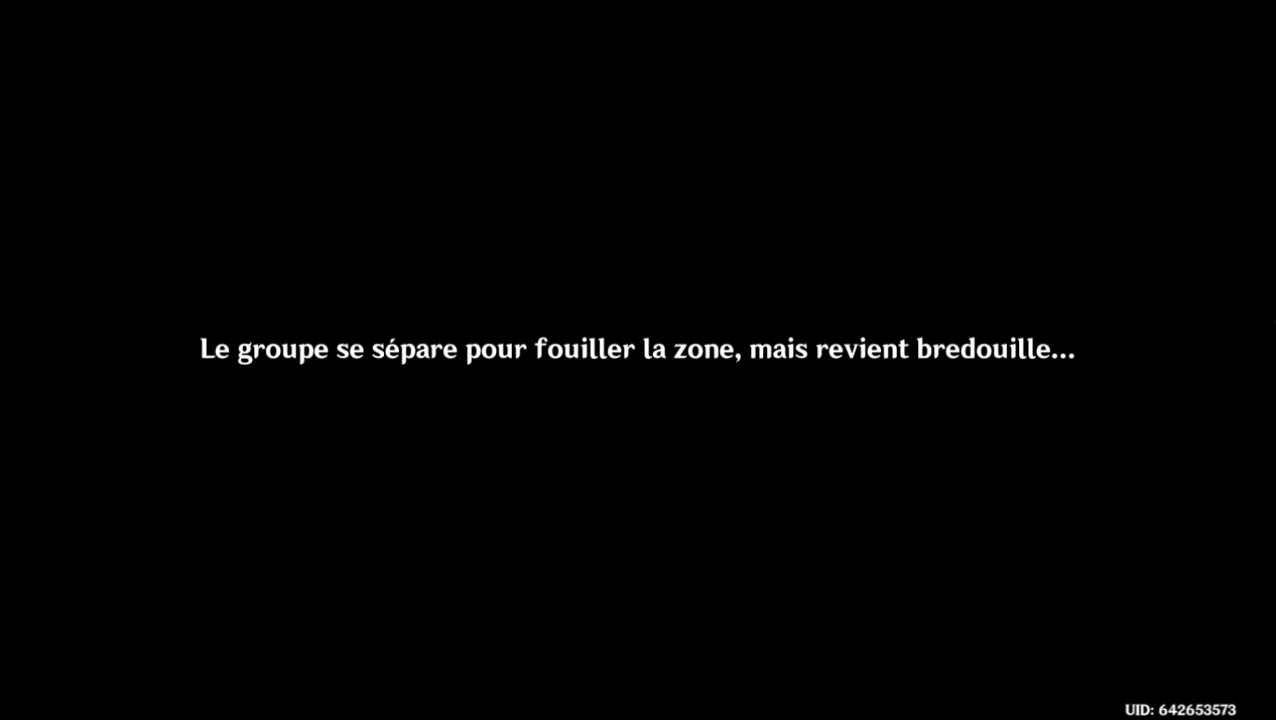 Le groupe se sépare pour fouiller la zone, mais revient bredouille...
UID: 642653573